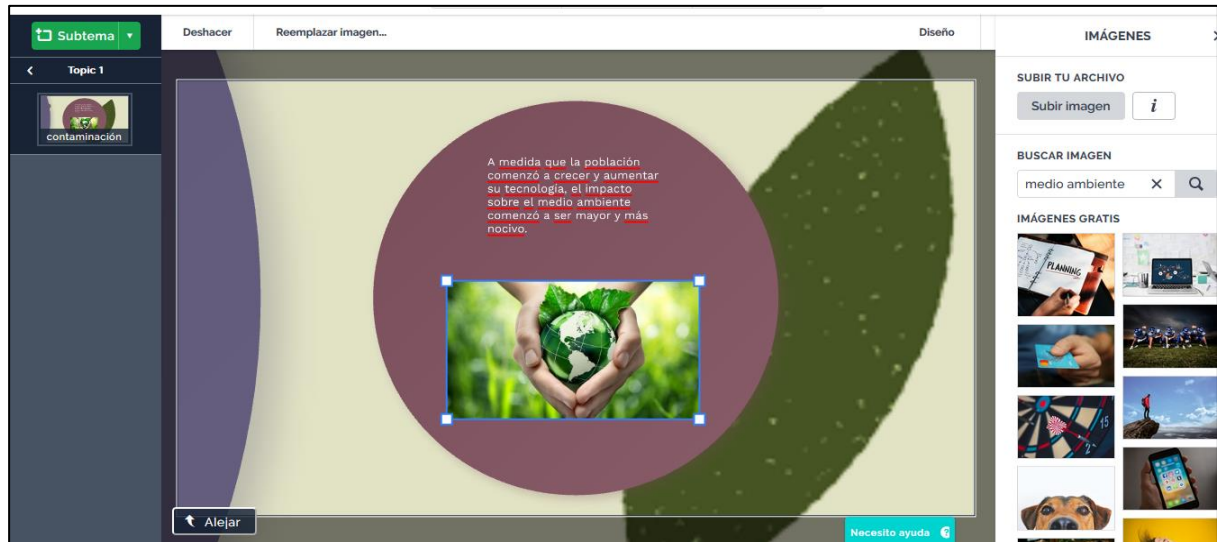 Subtema
Deshacer
Reemplazar imagen...
Diseño
IMÁGENES
Topic 1
contaminación
A medida que la población
comenzó a crecer y aumentar
su tecnología, el impacto
sobre el medio ambiente
comenzó a ser mayor y más
nocivo.
Alejar
Necesito ayuda ?
SUBIR TU ARCHIVO
Subir imagen i
BUSCAR IMAGEN
medio ambiente X
IMÁGENES GRATIS
PLANNING
15
2